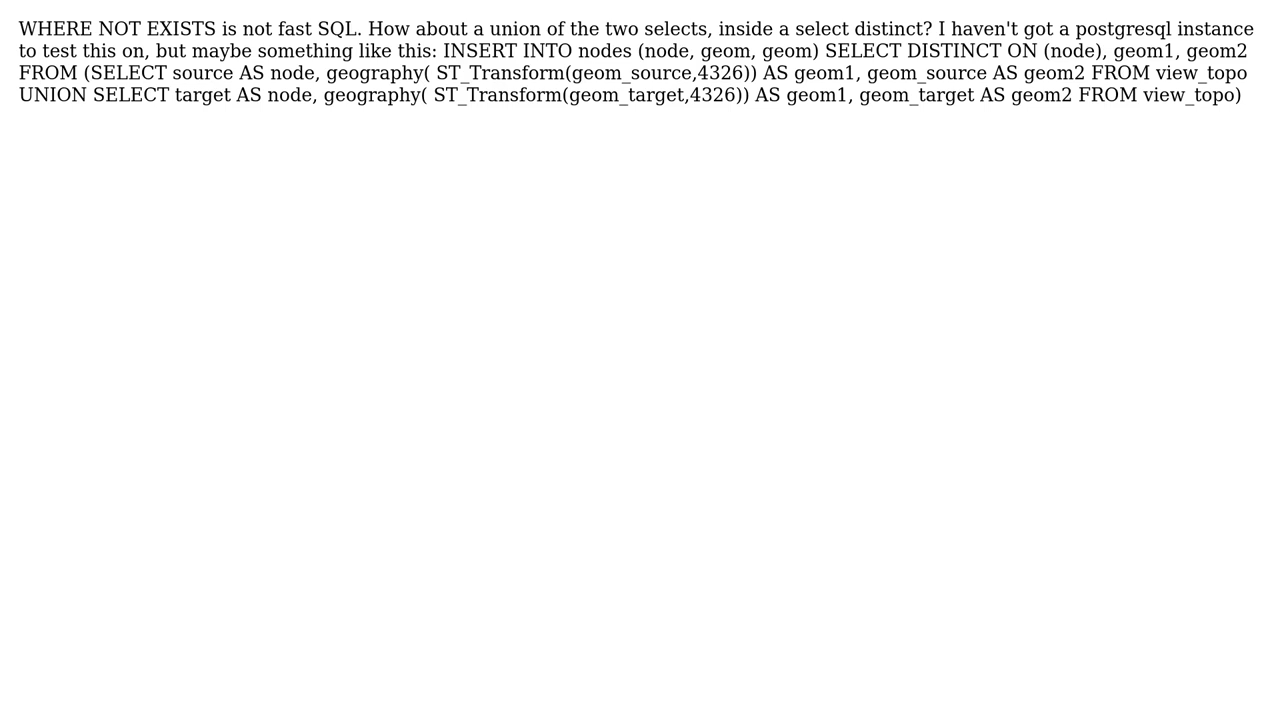 WHERE NOT EXISTS is not fast SQL. How about a union of the two selects, inside a select distinct? I haven't got a postgresql instance
to test this on, but maybe something like this: INSERT INTO nodes (node, geom, geom) SELECT DISTINCT ON (node), geom1, geom2
FROM (SELECT source AS node, geography( ST_Transform(geom_source,4326)) AS geom1, geom_source AS geom2 FROM view_topo
UNION SELECT target AS node, geography( ST_Transform(geom_target,4326)) AS geom1, geom_target AS geom2 FROM view_topo)